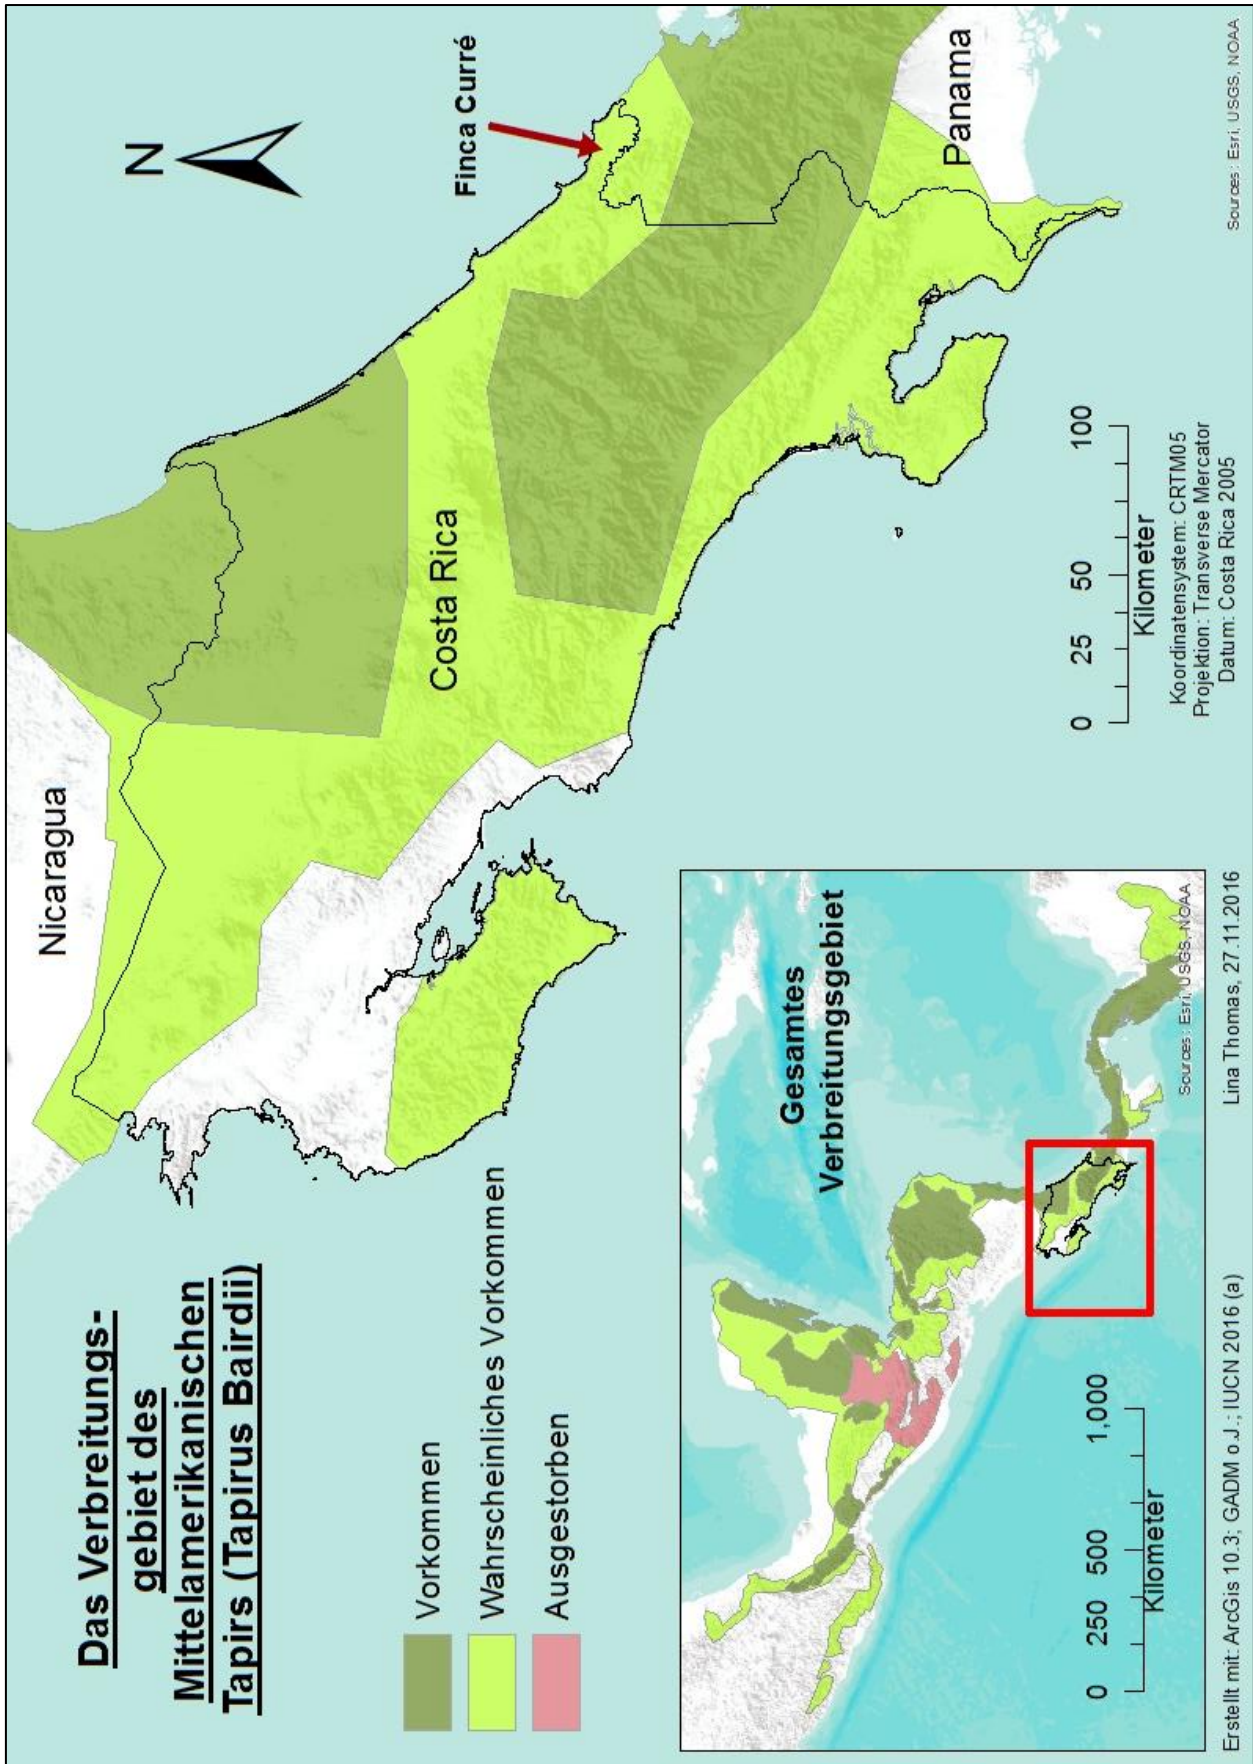 Das Verbreitungs-
gebiet des
Mittelamerikanischen
Tapirs (Tapirus Bairdii)
Vorkommen
Wahrscheinliches Vorkommen
Ausgestorben
Nicaragua
N
Finca Curré
Costa Rica
Panama
0 25 50 100
Kilometer
Koordinatensystem: CRTM05
Projektion: Transverse Mercator
Datum: Costa Rica 2005
Sources: Esri, USGS, NOAA
Gesamtes
Verbreitungsgebiet
0 250 500 1,000
Kilometer
Sources: Esri, USGS, NOAA
Erstellt mit: ArcGis 10.3; GADM o.J.; IUCN 2016 (a)
Lina Thomas, 27.11.2016